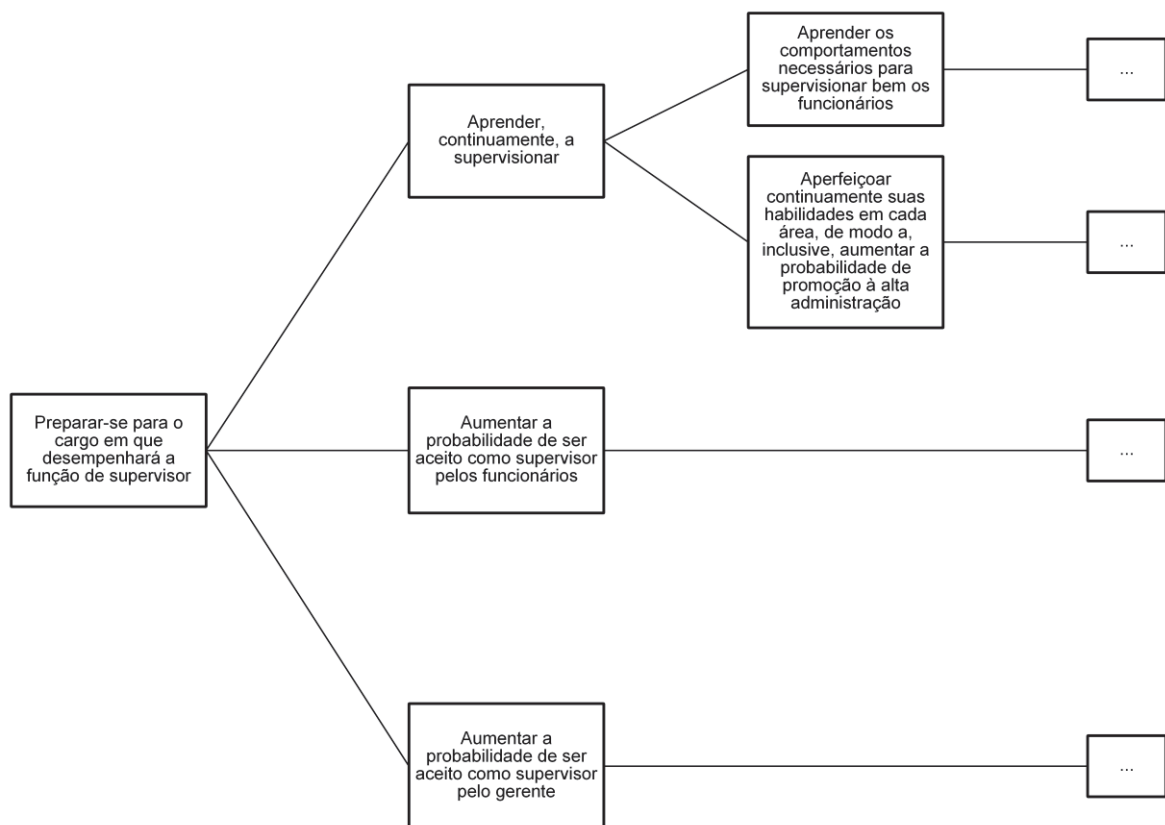 Aprender os
comportamentos
necessários para
supervisionar bem os
funcionários
...
Aprender,
continuamente, a
supervisionar
Aperfeiçoar
continuamente suas
habilidades em cada
área, de modo a,
inclusive, aumentar a
probabilidade de
promoção à alta
administração
...
Preparar-se para o
cargo em que
desempenhará a
função de supervisor
Aumentar a
probabilidade de ser
aceito como supervisor
pelos funcionários
...
Aumentar a
probabilidade de ser
aceito como supervisor
pelo gerente
...